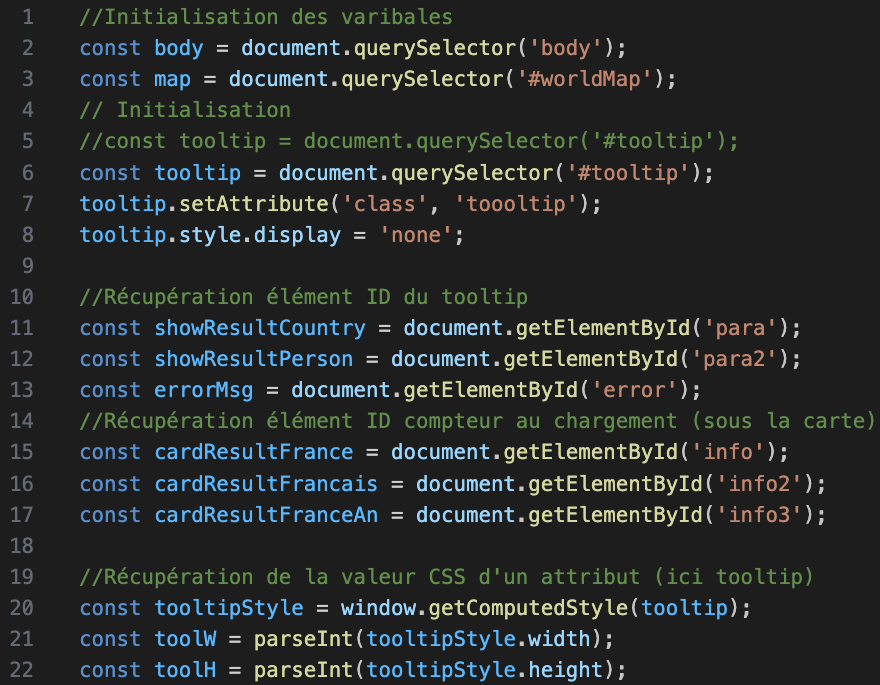 1 //Initialisation des varibales
2 const body = document.querySelector('body');
3 const map = document.querySelector('#worldMap');
4 // Initialisation
5 //const tooltip = document.querySelector('#tooltip');
6 const tooltip = document.querySelector('#tooltip');
7 tooltip.setAttribute('class', 'toooltip');
8 tooltip.style.display = 'none';
9
10 //Récupération élément ID du tooltip
11 const showResultCountry = document.getElementById('para');
12 const showResultPerson = document.getElementById('para2');
13 const errorMsg = document.getElementById('error');
14 //Récupération élément ID compteur au chargement (sous la carte)
15 const cardResultFrance = document.getElementById('info');
16 const cardResultFrancais = document.getElementById('info2');
17 const cardResultFranceAn = document.getElementById('info3');
18
19 //Récupération de la valeur CSS d'un attribut (ici tooltip)
20 const tooltipStyle = window.getComputedStyle(tooltip);
21 const toolW = parseInt(tooltipStyle.width);
22 const toolH = parseInt(tooltipStyle.height);